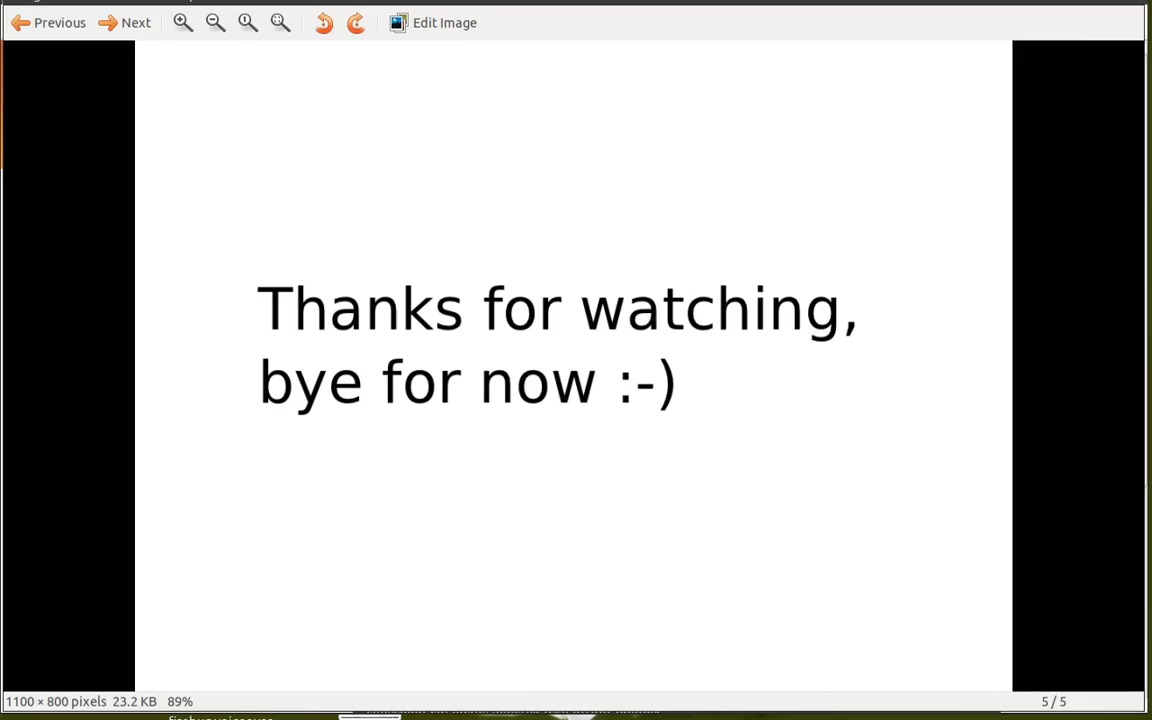 Previous Next Edit Image
Thanks for watching,
bye for now :-)
1100 × 800 pixels 23.2 KB 89% 5 / 5